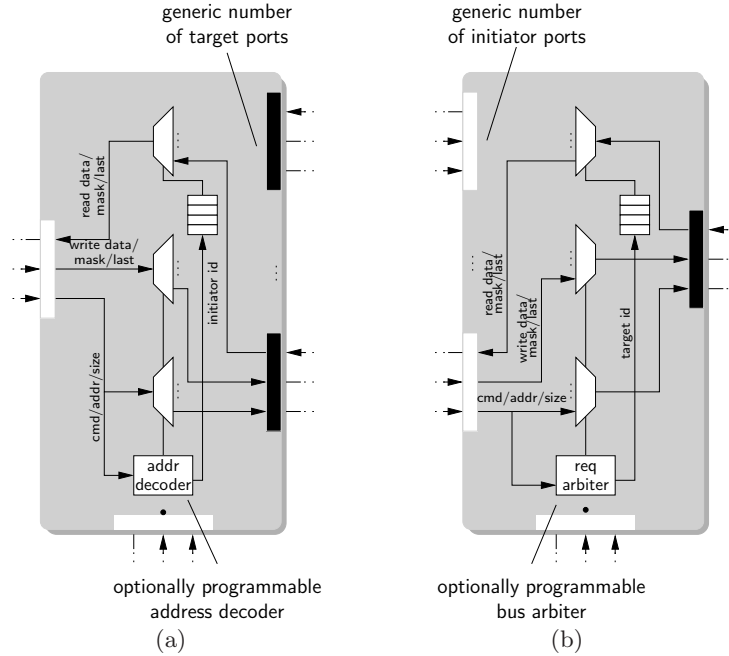 generic number
of target ports
read data/
mask/last
write data/
mask/last
initiator id
cmd/addr/size
addr
decoder
optionally programmable
address decoder
(a)
generic number
of initiator ports
read data/
mask/last
write data/
mask/last
target id
cmd/addr/size
req
arbiter
optionally programmable
bus arbiter
(b)